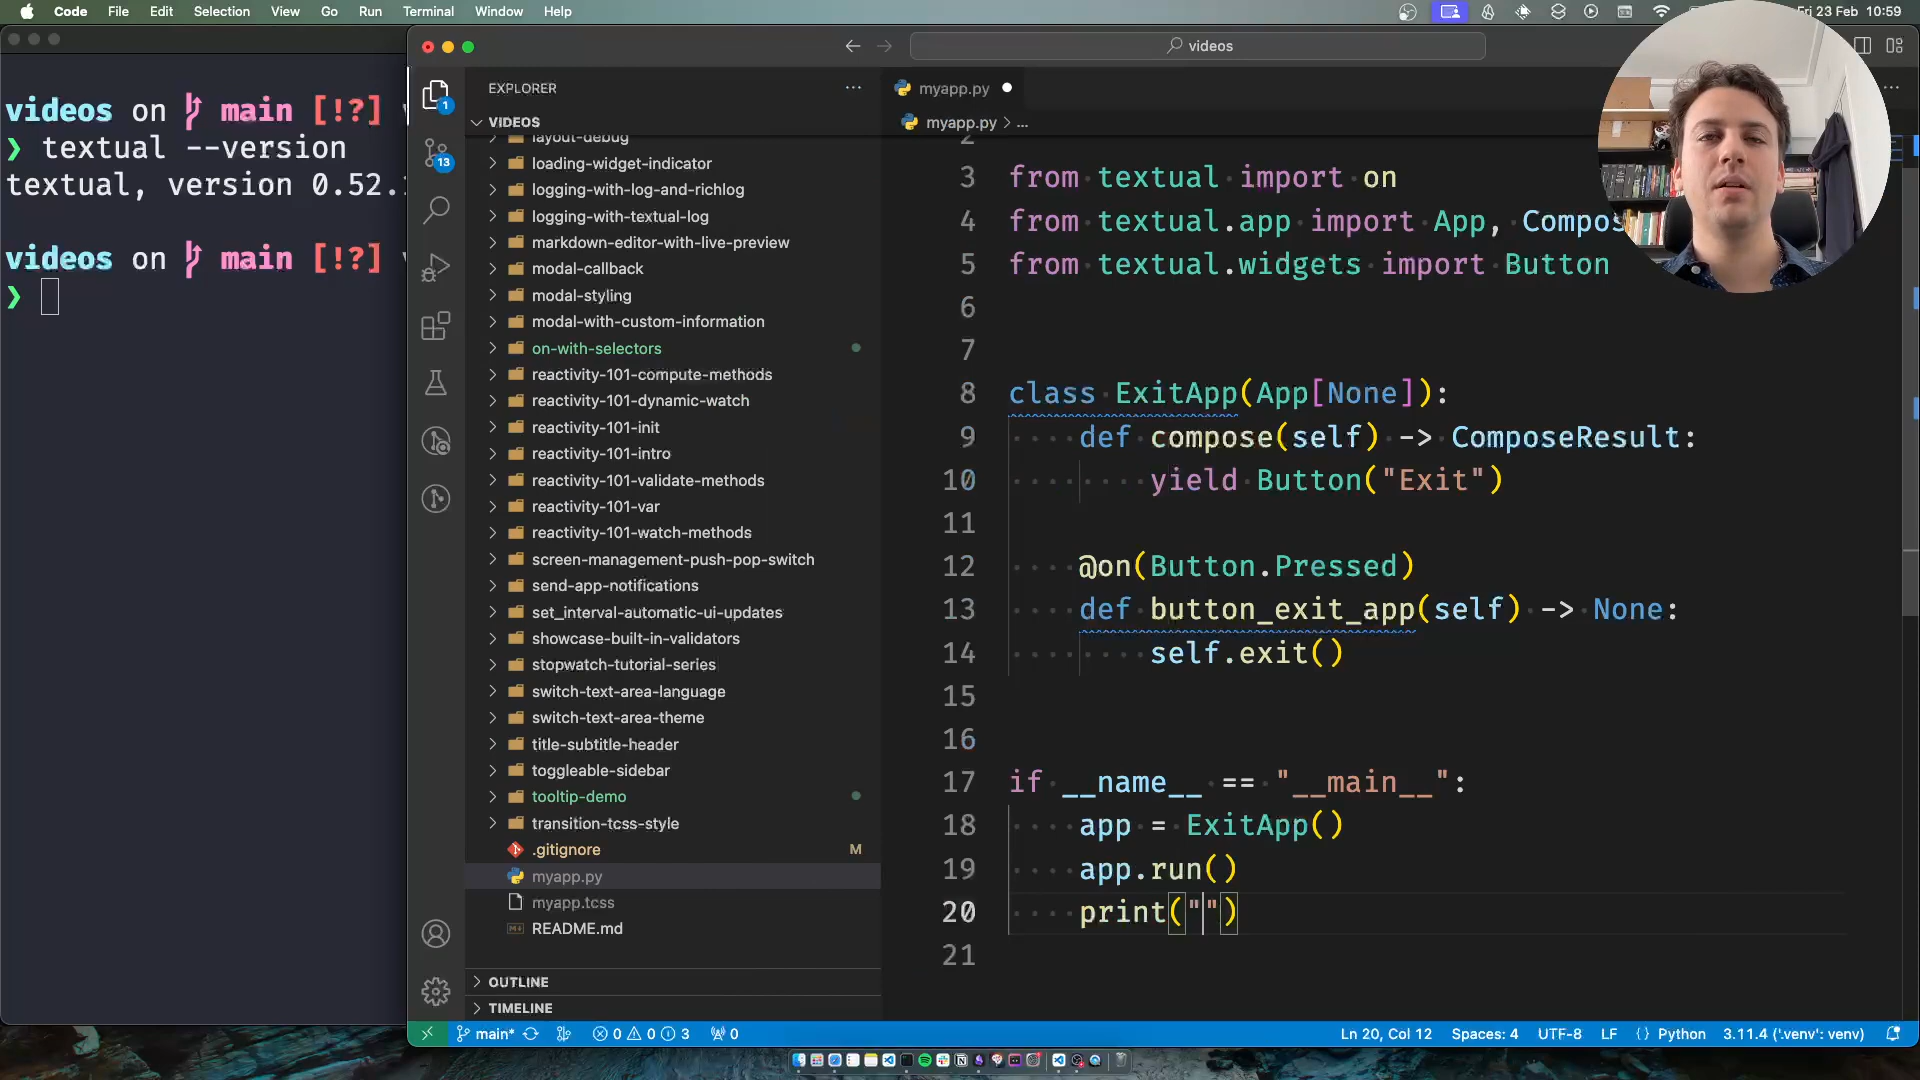 Code File Edit Selection View Go Run Terminal Window Help
Fri 23 Feb 10:59
videos on main [!?]
❯ textual --version
textual, version 0.52.
videos on main [!?]
❯
videos
EXPLORER
VIDEOS
layout-debug
loading-widget-indicator
logging-with-log-and-richlog
logging-with-textual-log
markdown-editor-with-live-preview
modal-callback
modal-styling
modal-with-custom-information
on-with-selectors
reactivity-101-compute-methods
reactivity-101-dynamic-watch
reactivity-101-init
reactivity-101-intro
reactivity-101-validate-methods
reactivity-101-var
reactivity-101-watch-methods
screen-management-push-pop-switch
send-app-notifications
set_interval-automatic-ui-updates
showcase-built-in-validators
stopwatch-tutorial-series
switch-text-area-language
switch-text-area-theme
title-subtitle-header
toggleable-sidebar
tooltip-demo
transition-tcss-style
.gitignore M
myapp.py
myapp.tcss
README.md
OUTLINE
TIMELINE
1
13
myapp.py
myapp.py > ...
2
3 from textual import on
4 from textual.app import App, Compos
5 from textual.widgets import Button
6
7
8 class ExitApp(App[None]):
9 def compose(self) -> ComposeResult:
10 yield Button("Exit")
11
12 @on(Button.Pressed)
13 def button_exit_app(self) -> None:
14 self.exit()
15
16
17 if __name__ == "__main__":
18 app = ExitApp()
19 app.run()
20 print("")
21
main* 0 0 3 0
Ln 20, Col 12 Spaces: 4 UTF-8 LF {} Python 3.11.4 ('.venv': venv)